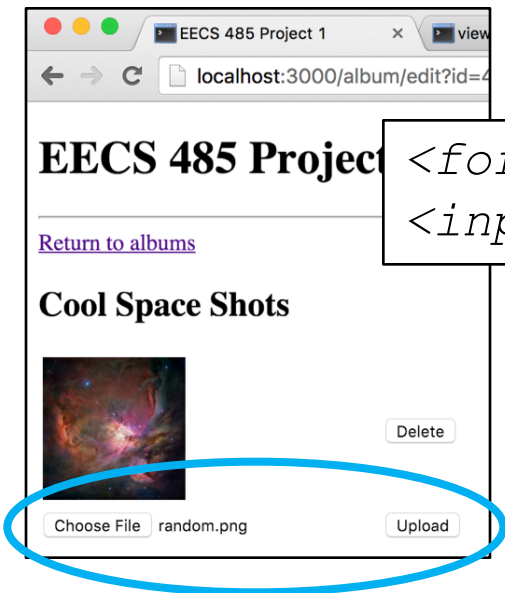 EECS 485 Project 1 × view
localhost:3000/album/edit?id=4
EECS 485 Project
<for
<inp
Return to albums
Cool Space Shots
Delete
Choose File random.png Upload